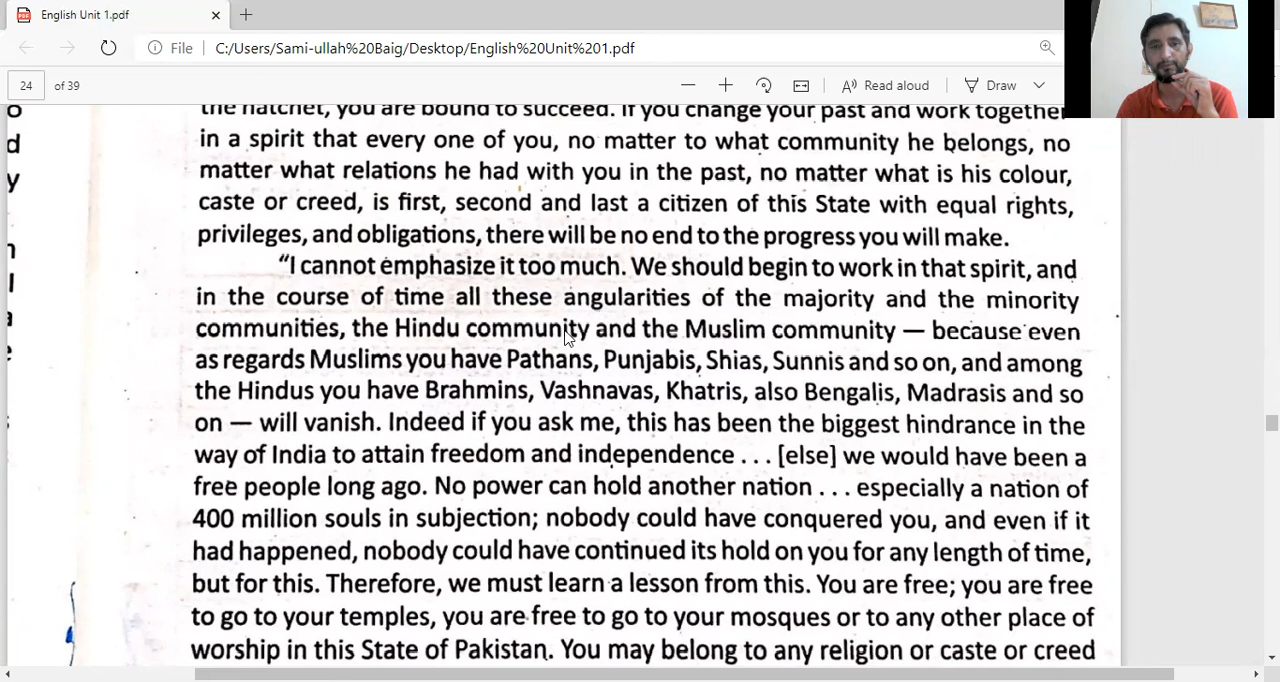 English Unit 1.pdf
File
C:/Users/Sami-ullah%20Baig/Desktop/English%20Unit%201.pdf
24
of 39
Read aloud
Draw
the hatchet, you are bound to succeed. If you change your past and work together
in a spirit that every one of you, no matter to what community he belongs, no
matter what relations he had with you in the past, no matter what is his colour,
caste or creed, is first, second and last a citizen of this State with equal rights,
privileges, and obligations, there will be no end to the progress you will make.
“I cannot emphasize it too much. We should begin to work in that spirit, and
in the course of time all these angularities of the majority and the minority
communities, the Hindu community and the Muslim community — because even
as regards Muslims you have Pathans, Punjabis, Shias, Sunnis and so on, and among
the Hindus you have Brahmins, Vashnavas, Khatris, also Bengalis, Madrasis and so
on — will vanish. Indeed if you ask me, this has been the biggest hindrance in the
way of India to attain freedom and independence . . . [else] we would have been a
free people long ago. No power can hold another nation . . . especially a nation of
400 million souls in subjection; nobody could have conquered you, and even if it
had happened, nobody could have continued its hold on you for any length of time,
but for this. Therefore, we must learn a lesson from this. You are free; you are free
to go to your temples, you are free to go to your mosques or to any other place of
worship in this State of Pakistan. You may belong to any religion or caste or creed